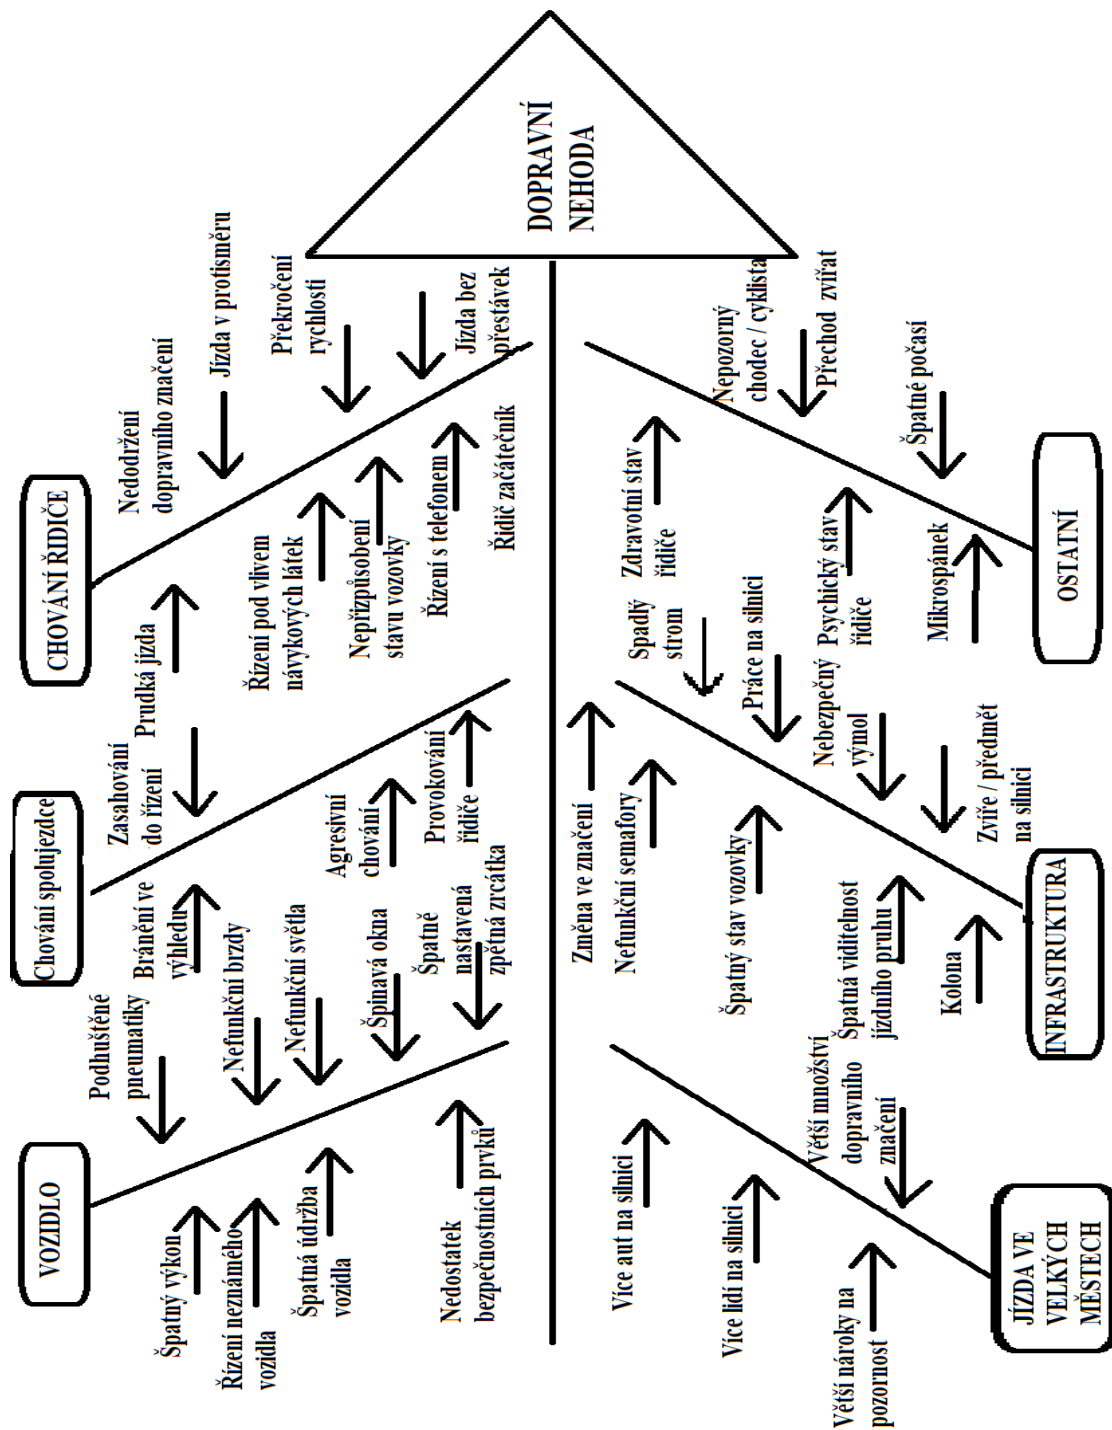 VOZIDLO
Chování spolujezdce
CHOVÁNÍ ŘIDIČE
Podhuštěné
pneumatiky
Nefunkční brzdy
Nefunkční světla
Špinavá okna
Špatně
nastavená
zpětná zrcátka
Špatný výkon
Řízení neznámého
vozidla
Špatná údržba
vozidla
Nedostatek
bezpečnostních prvků
Zasahování
do řízení
Bránění ve
výhledu
Agresivní
chování
Provokování
řidiče
Nedodržení
dopravního značení
Jízda v protisměru
Překročení
rychlosti
Jízda bez
přestávek
Prudká jízda
Řízení pod vlivem
návykových látek
Nepřizpůsobení
stavu vozovky
Řízení s telefonem
Řidič začátečník
DOPRAVNÍ
NEHODA
Více aut na silnici
Více lidí na silnici
Větší nároky na
pozornost
Větší množství
dopravního
značení
Změna ve značení
Nefunkční semafory
Špatný stav vozovky
Špatná viditelnost
jízdního pruhu
Kolona
Spadlý
strom
Práce na silnici
Nebezpečný
výmol
Zvíře / předmět
na silnici
Zdravotní stav
řidiče
Psychický stav
řidiče
Mikrospánek
Nepozorný
chodec / cyklista
Přechod zvířat
Špatné počasí
JÍZDA VE
VELKÝCH
MĚSTECH
INFRASTRUKTURA
OSTATNÍ